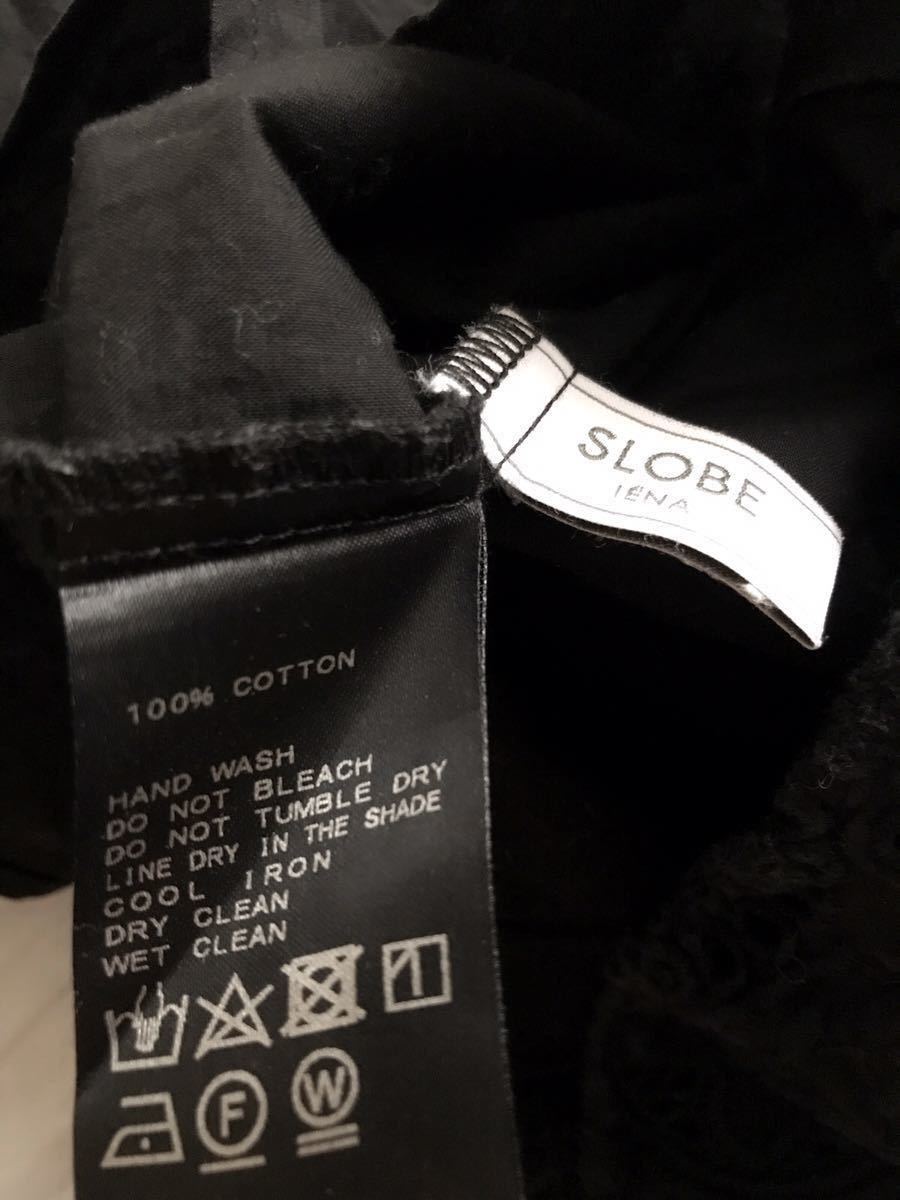 SLOBE
IÉNA
100% COTTON
HAND WASH
DO NOT BLEACH
DO NOT TUMBLE DRY
LINE DRY IN THE SHADE
COOL IRON
DRY CLEAN
WET CLEAN
F
W